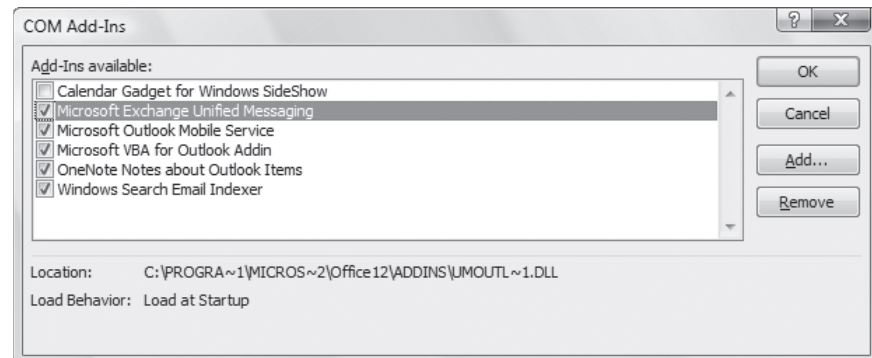 COM Add-Ins
? X
Add-Ins available:
Calendar Gadget for Windows SideShow
Microsoft Exchange Unified Messaging
Microsoft Outlook Mobile Service
Microsoft VBA for Outlook Addin
OneNote Notes about Outlook Items
Windows Search Email Indexer
OK
Cancel
Add...
Remove
Location: C:\PROGRA~1\MICROS~2\Office12\ADDINS\UMOUTL~1.DLL
Load Behavior: Load at Startup